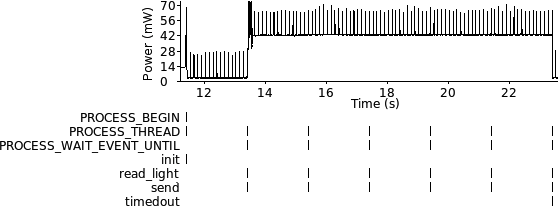 70
56
42
28
14
0
Power (mW)
12 14 16 18 20 22
Time (s)
PROCESS_BEGIN
PROCESS_THREAD
PROCESS_WAIT_EVENT_UNTIL
init
read_light
send
timedout